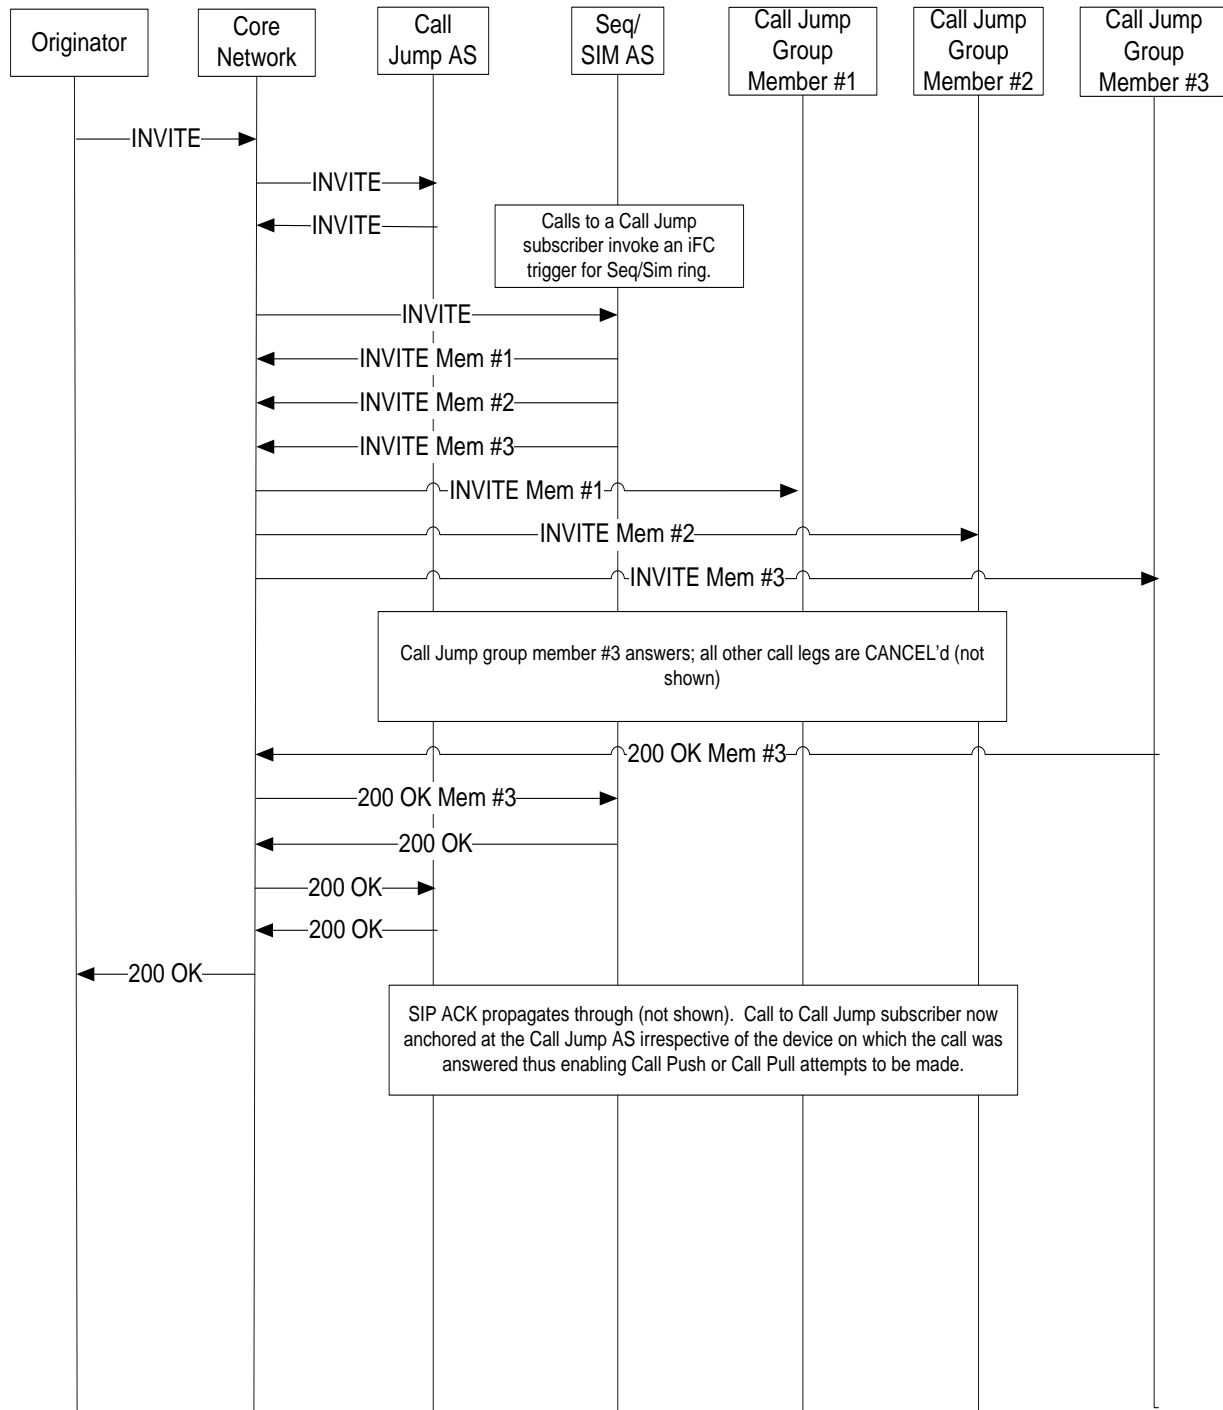 Originator
Core
Network
Call
Jump AS
Seq/
SIM AS
Call Jump
Group
Member #1
Call Jump
Group
Member #2
Call Jump
Group
Member #3
INVITE
INVITE
INVITE
Calls to a Call Jump
subscriber invoke an iFC
trigger for Seq/Sim ring.
INVITE
INVITE Mem #1
INVITE Mem #2
INVITE Mem #3
INVITE Mem #1
INVITE Mem #2
INVITE Mem #3
Call Jump group member #3 answers; all other call legs are CANCEL’d (not
shown)
200 OK Mem #3
200 OK Mem #3
200 OK
200 OK
200 OK
200 OK
SIP ACK propagates through (not shown).  Call to Call Jump subscriber now
anchored at the Call Jump AS irrespective of the device on which the call was
answered thus enabling Call Push or Call Pull attempts to be made.